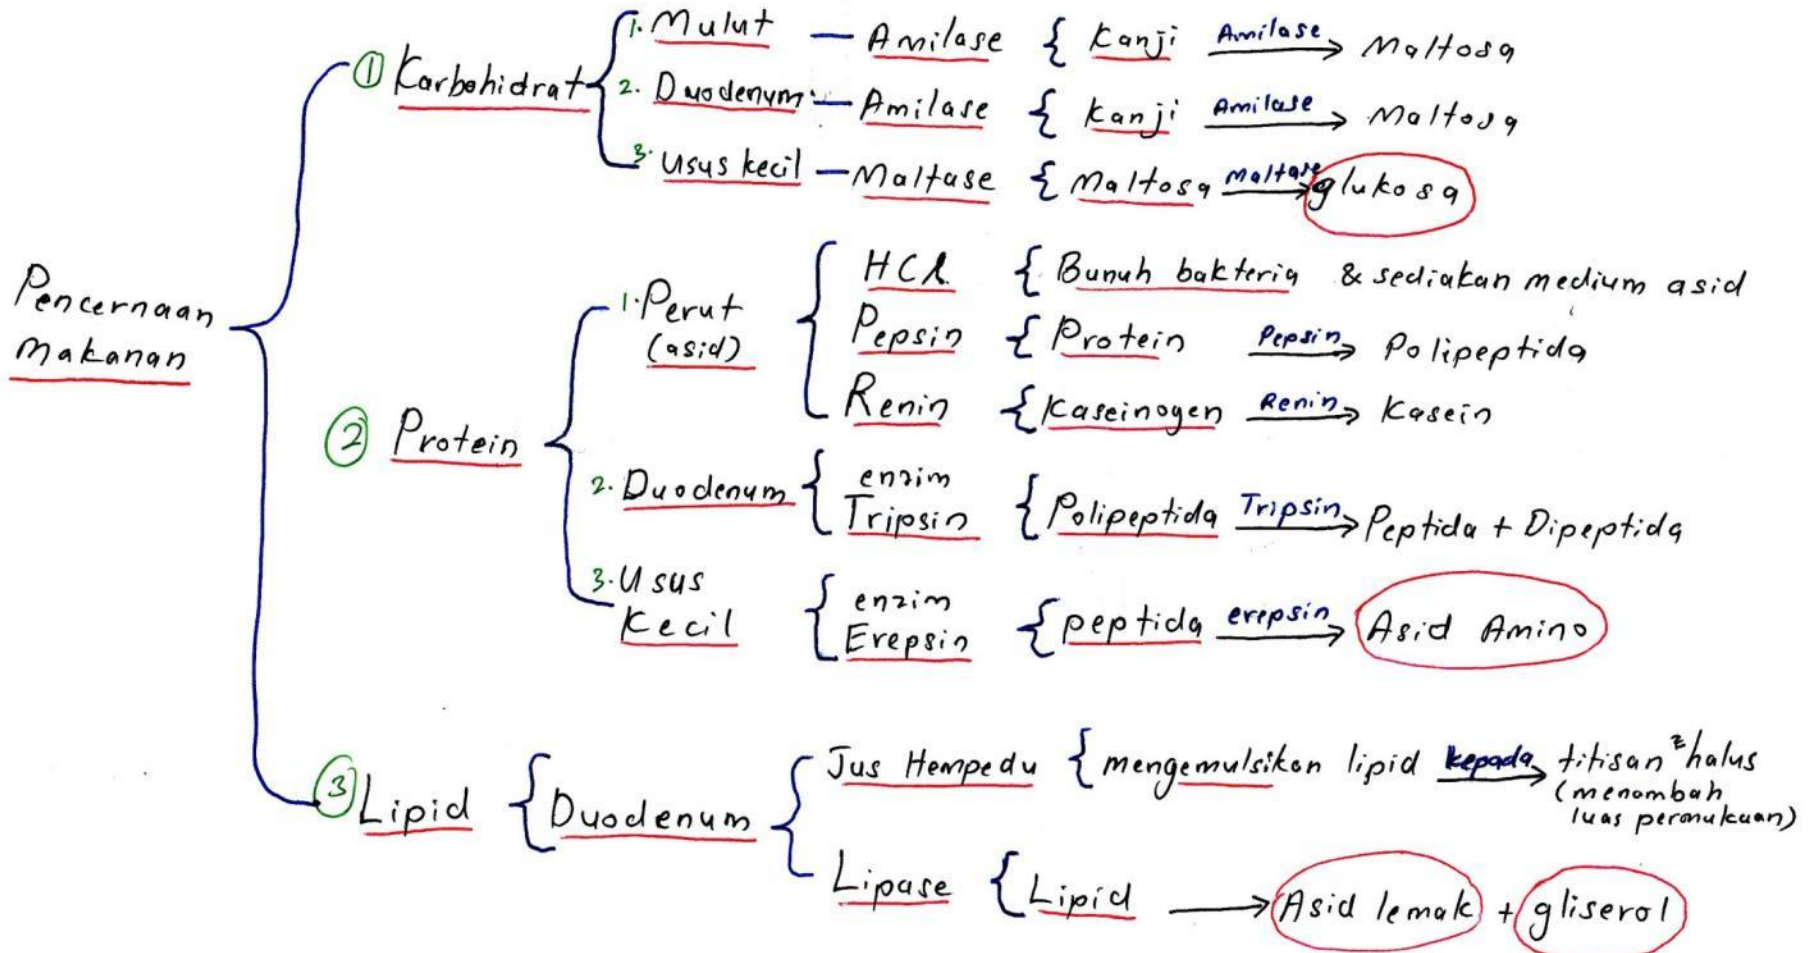 Pencernaan
makanan
① Karbohidrat
1. Mulut — Amilase { Kanji Amilase → Maltosa
2. Duodenum — Amilase { Kanji Amilase → Maltosa
3. Usus kecil — Maltase { Maltosa maltase → glukosa
② Protein
1. Perut
(asid)
HCl { Bunuh bakteria & sediakan medium asid
Pepsin { Protein Pepsin → Polipeptida
Renin { Kaseinogen Renin → Kasein
2. Duodenum { enzim
Tripsin { Polipeptida Tripsin → Peptida + Dipeptida
3. Usus
Kecil { enzim
Erepsin { peptida erepsin → Asid Amino
③ Lipid { Duodenum
Jus Hempedu { mengemulsikan lipid kepada → titisan² halus
(menambah
luas permukaan)
Lipase { Lipid → Asid lemak + gliserol